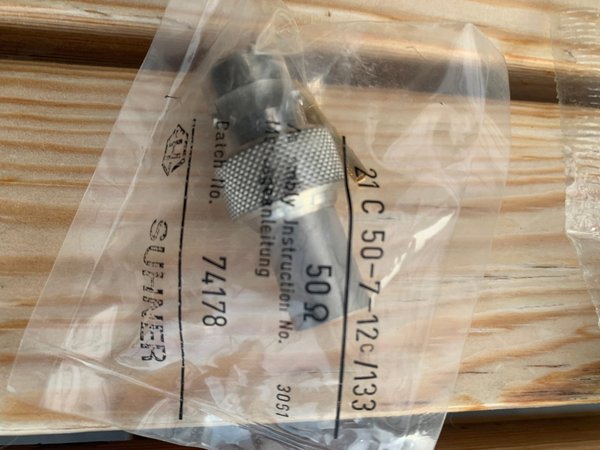 21 C 50-7-12c/133
50 Ω
Assembly Instruction No. 3051
Batch No. 74178
SUHNER